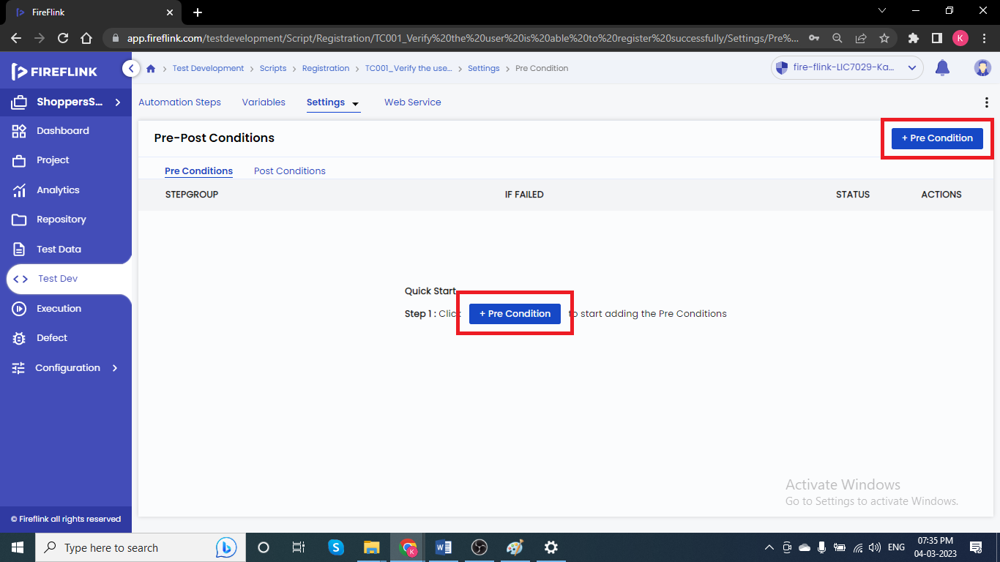 FireFlink
app.fireflink.com/testdevelopment/Script/Registration/TC001_Verify%20the%20user%20is%20able%20to%20register%20successfully/Settings/Pre%...
K
FIREFLINK
Test Development > Scripts > Registration > TC001_Verify the use... > Settings > Pre Condition
fire-flink-LIC7029-Ka...
ShoppersS...
Automation Steps Variables Settings Web Service
Dashboard
Pre-Post Conditions
+ Pre Condition
Project
Pre Conditions Post Conditions
Analytics
STEPGROUP IF FAILED STATUS ACTIONS
Repository
Test Data
Test Dev
Quick Start
Execution
Step 1 : Click + Pre Condition to start adding the Pre Conditions
Defect
Configuration
Activate Windows
Go to Settings to activate Windows.
© Fireflink all rights reserved
Type here to search
ENG
07:35 PM
04-03-2023